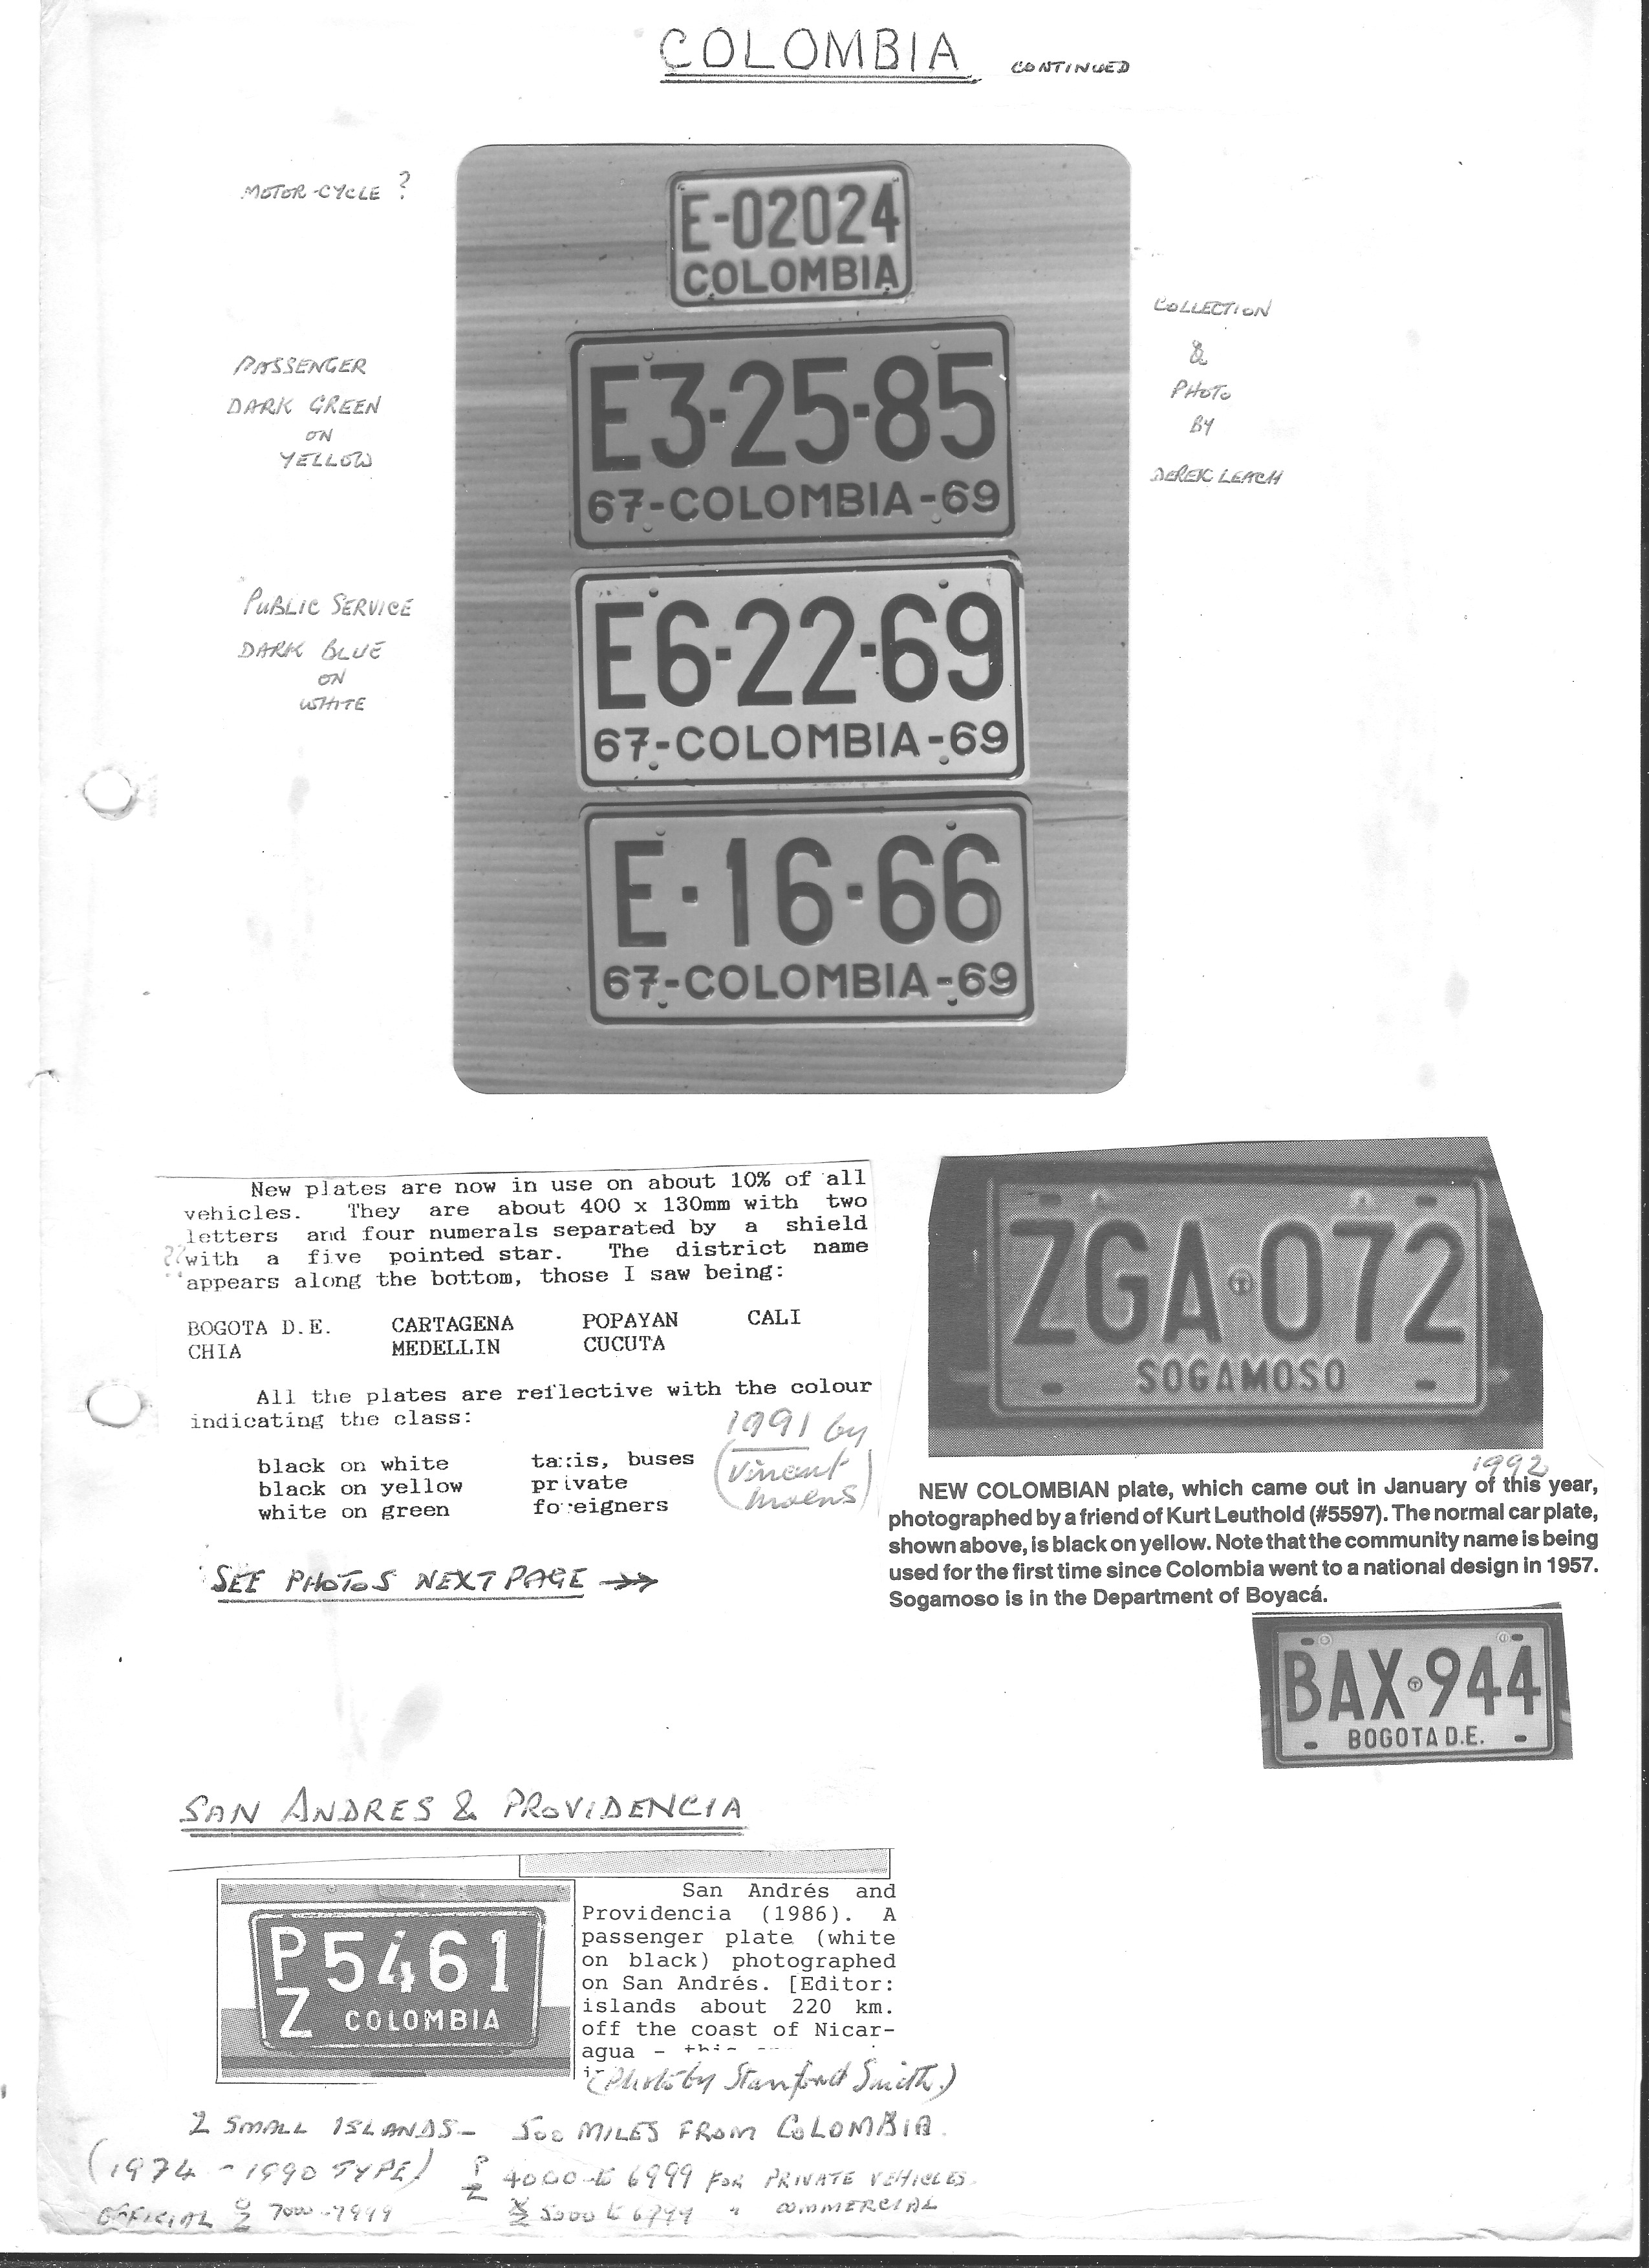 COLOMBIA CONTINUED
MOTOR-CYCLE ?
E-02024
COLOMBIA
PASSENGER
DARK GREEN
ON
YELLOW
E3-25-85
67-COLOMBIA-69
COLLECTION
&
PHOTO
BY
DEREK LEACH
PUBLIC SERVICE
DARK BLUE
ON
WHITE
E6-22-69
67-COLOMBIA-69
E-16-66
67-COLOMBIA-69
New plates are now in use on about 10% of all
vehicles. They are about 400 x 130mm with two
letters and four numerals separated by a shield
?? with a five pointed star. The district name
appears along the bottom, those I saw being:
BOGOTA D.E. CARTAGENA POPAYAN CALI
CHIA MEDELLIN CUCUTA
All the plates are reflective with the colour
indicating the class:
black on white taxis, buses
black on yellow private
white on green foreigners
1991 by
(Vincent
Moens)
SEE PHOTOS NEXT PAGE
ZGA 072
SOGAMOSO
1992
NEW COLOMBIAN plate, which came out in January of this year,
photographed by a friend of Kurt Leuthold (#5597). The normal car plate,
shown above, is black on yellow. Note that the community name is being
used for the first time since Colombia went to a national design in 1957.
Sogamoso is in the Department of Boyacá.
BAX 944
BOGOTA D.E.
SAN ANDRES & PROVIDENCIA
PZ 5461
COLOMBIA
San Andrés and
Providencia (1986). A
passenger plate (white
on black) photographed
on San Andrés. [Editor:
islands about 220 km.
off the coast of Nicar-
agua -
(Photo by Stanford Smith.)
2 SMALL ISLANDS - 500 MILES FROM COLOMBIA.
(1974 - 1990 TYPE) P Z 4000 to 6999 FOR PRIVATE VEHICLES
OFFICIAL O Z 7000-7999 5000 to 6999 " COMMERCIAL